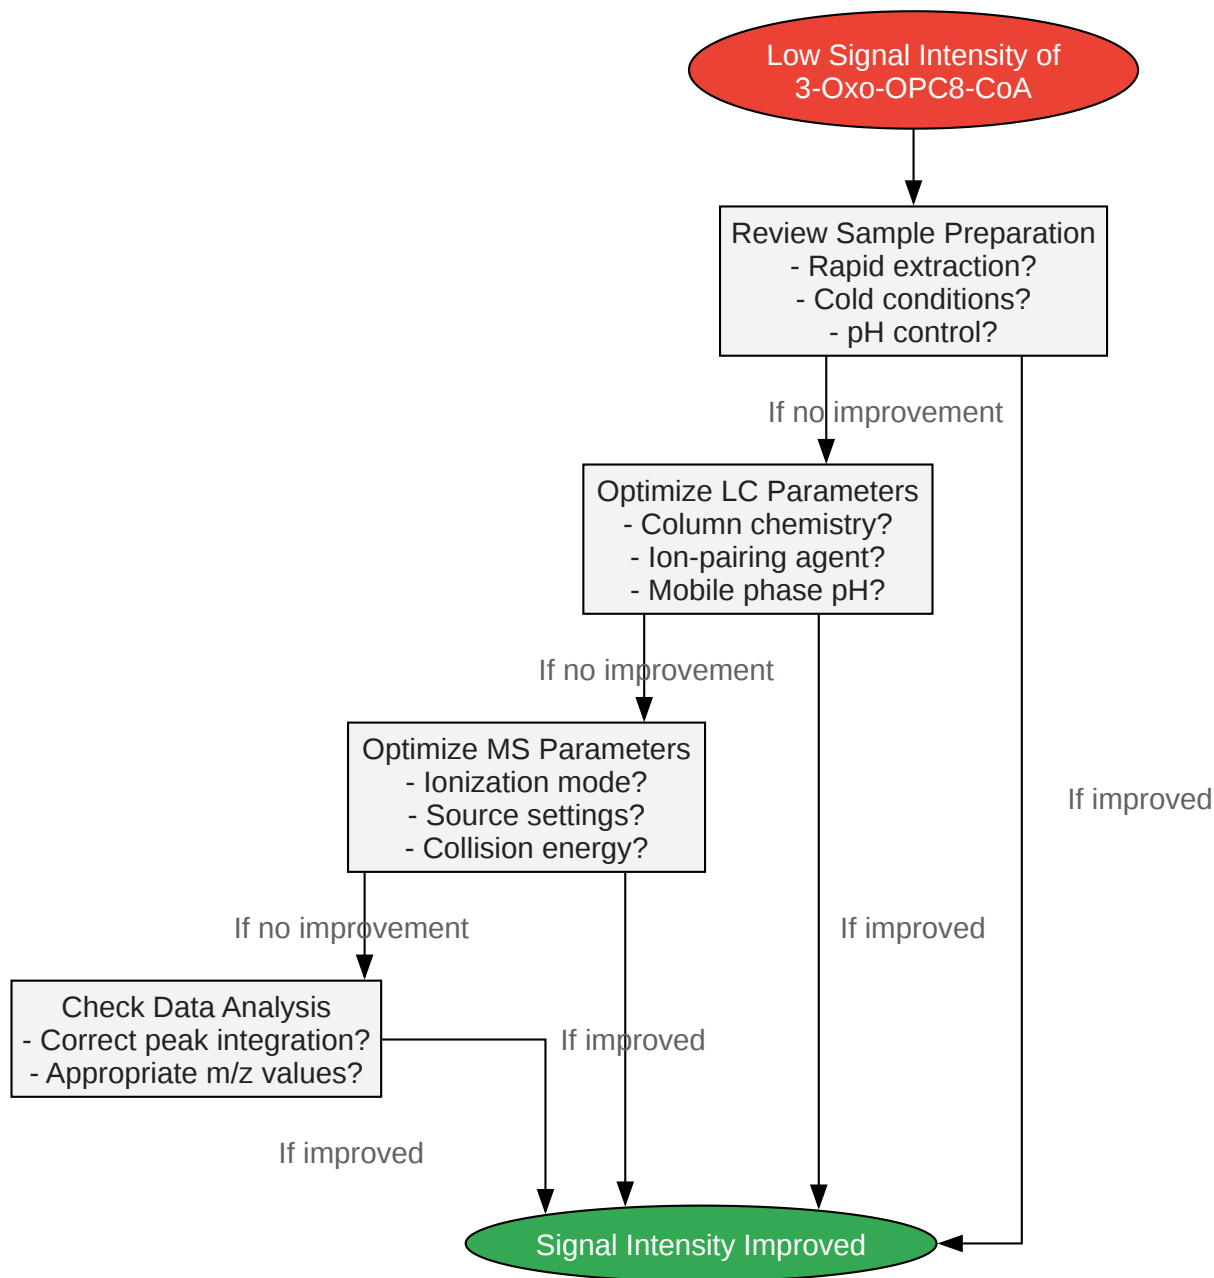 Low Signal Intensity of
3-Oxo-OPC8-CoA
Review Sample Preparation
- Rapid extraction?
- Cold conditions?
- pH control?
If no improvement
Optimize LC Parameters
- Column chemistry?
- Ion-pairing agent?
- Mobile phase pH?
If no improvement
Optimize MS Parameters
- Ionization mode?
- Source settings?
- Collision energy?
If improved
If no improvement
If improved
Check Data Analysis
- Correct peak integration?
- Appropriate m/z values?
If improved
If improved
Signal Intensity Improved